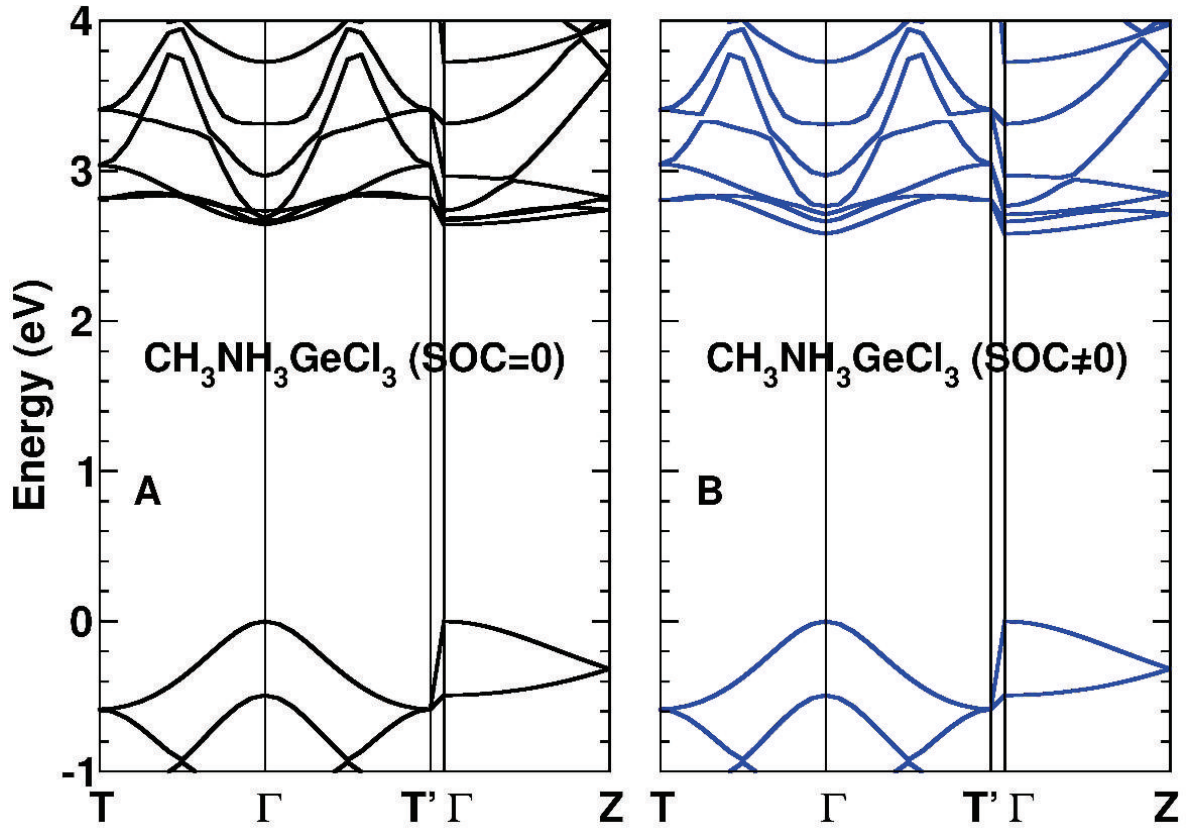 4
3
2
1
0
-1
Energy (eV)
CH₃NH₃GeCl₃ (SOC=0)
A
T Γ T' Γ Z
CH₃NH₃GeCl₃ (SOC≠0)
B
T Γ T' Γ Z